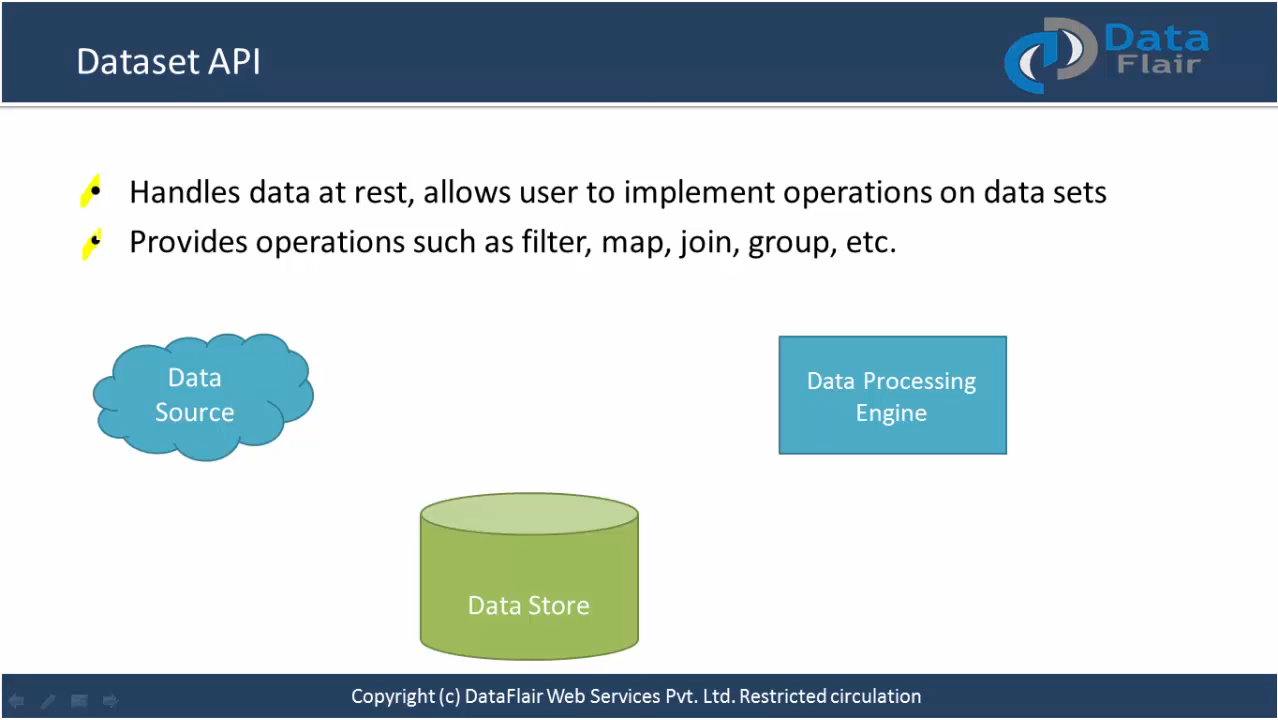 Dataset API
Data
Flair
• Handles data at rest, allows user to implement operations on data sets
• Provides operations such as filter, map, join, group, etc.
Data
Source
Data Processing
Engine
Data Store
Copyright (c) DataFlair Web Services Pvt. Ltd. Restricted circulation